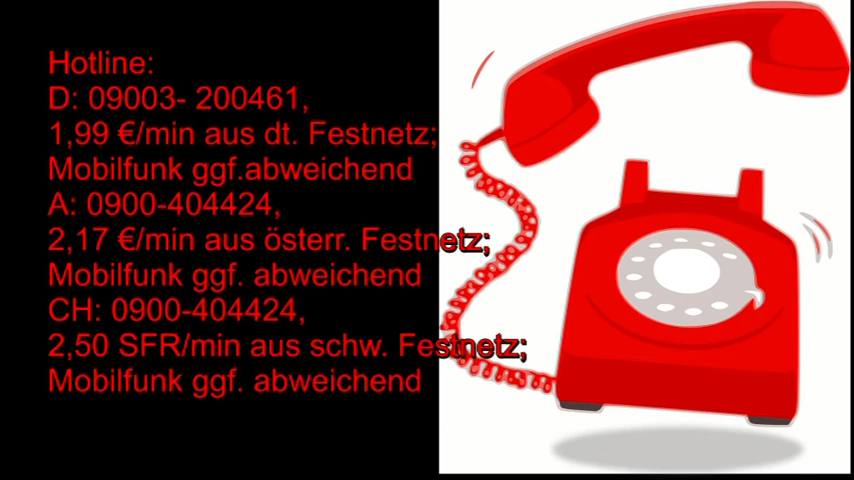 Hotline:
D: 09003- 200461,
1,99 €/min aus dt. Festnetz;
Mobilfunk ggf.abweichend
A: 0900-404424,
2,17 €/min aus österr. Festnetz;
Mobilfunk ggf. abweichend
CH: 0900-404424,
2,50 SFR/min aus schw. Festnetz;
Mobilfunk ggf. abweichend